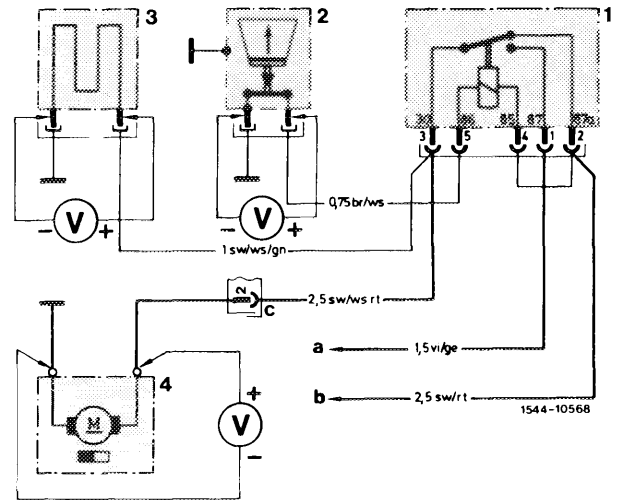 3
2
1
30 86 85 87 87a
3 5 4 1 2
V
- +
V
- +
0,75 br/ws
1 sw/ws/gn
2
c
2,5 sw/ws rt
a
1,5 vi/ge
b
2,5 sw/rt
1544-10568
4
M
+
V
-